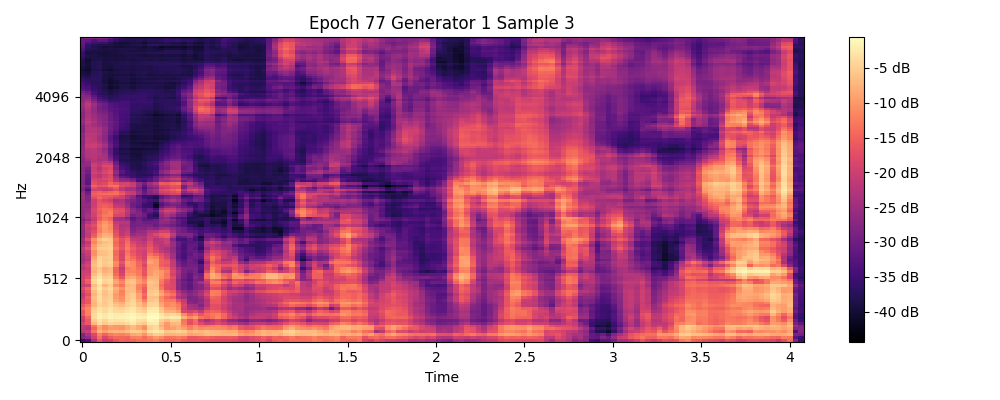 Epoch 77 Generator 1 Sample 3
Hz
4096
2048
1024
512
0
0
0.5
1
1.5
2
2.5
3
3.5
4
Time
-5 dB
-10 dB
-15 dB
-20 dB
-25 dB
-30 dB
-35 dB
-40 dB